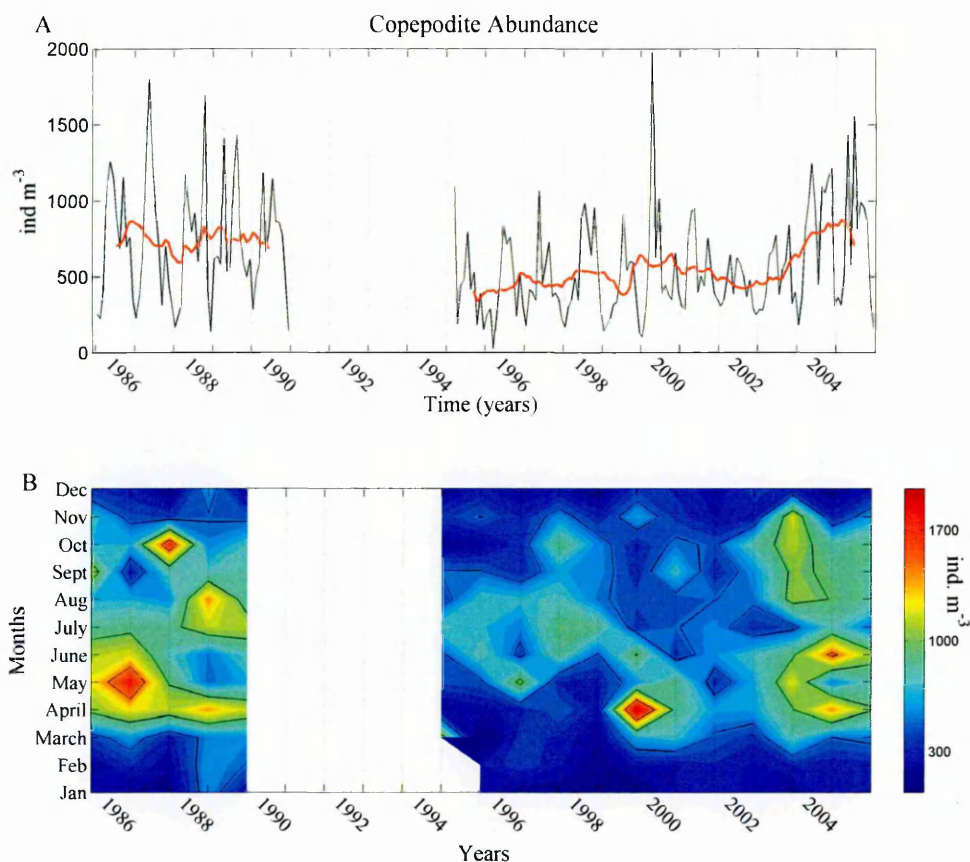 A
Copepodite Abundance
2000
1500
1000
500
0
ind m⁻³
1986
1988
1990
1992
1994
1996
1998
2000
2002
2004
Time (years)
B
Dec
Nov
Oct
Sept
Aug
July
June
May
April
March
Feb
Jan
Months
1986
1988
1990
1992
1994
1996
1998
2000
2002
2004
Years
1700
1000
300
ind. m⁻³